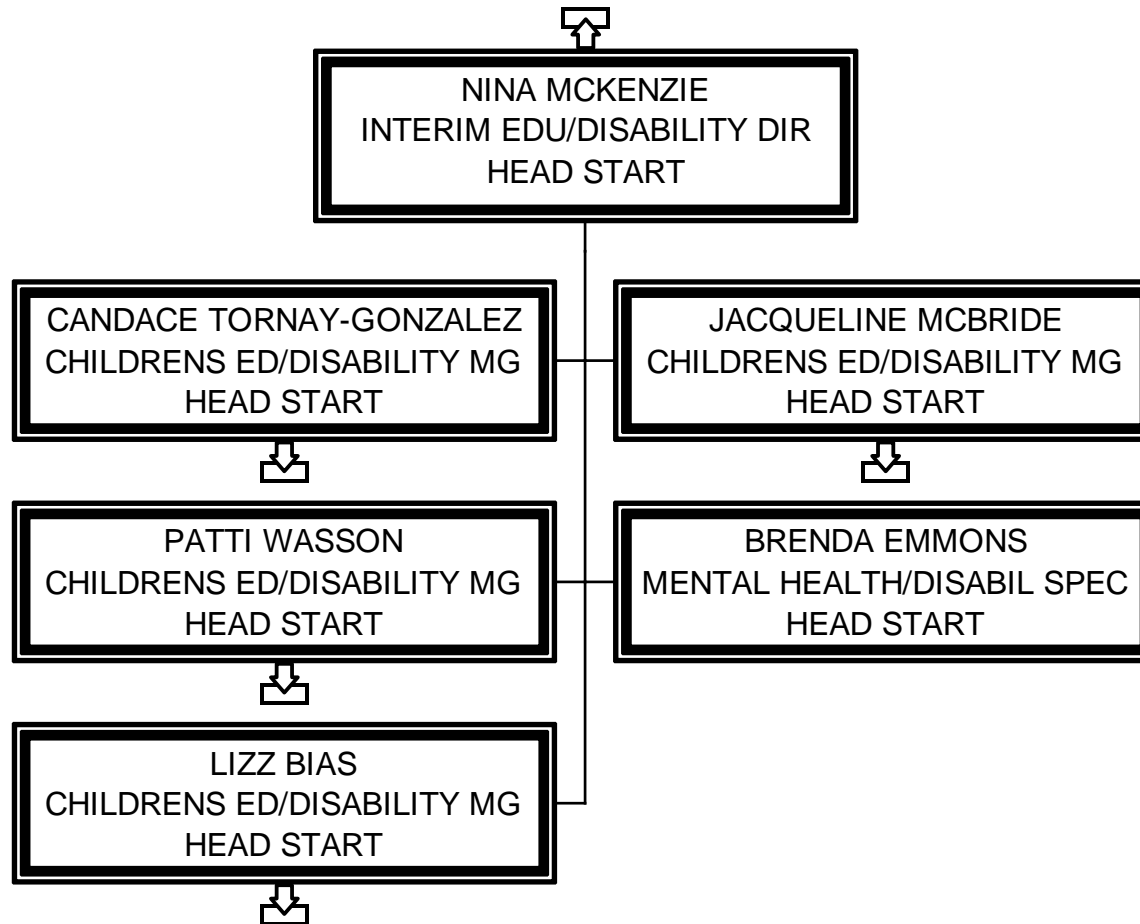 NINA MCKENZIE
INTERIM EDU/DISABILITY DIR
HEAD START
CANDACE TORNAY-GONZALEZ
CHILDRENS ED/DISABILITY MG
HEAD START
JACQUELINE MCBRIDE
CHILDRENS ED/DISABILITY MG
HEAD START
PATTI WASSON
CHILDRENS ED/DISABILITY MG
HEAD START
BRENDA EMMONS
MENTAL HEALTH/DISABIL SPEC
HEAD START
LIZZ BIAS
CHILDRENS ED/DISABILITY MG
HEAD START